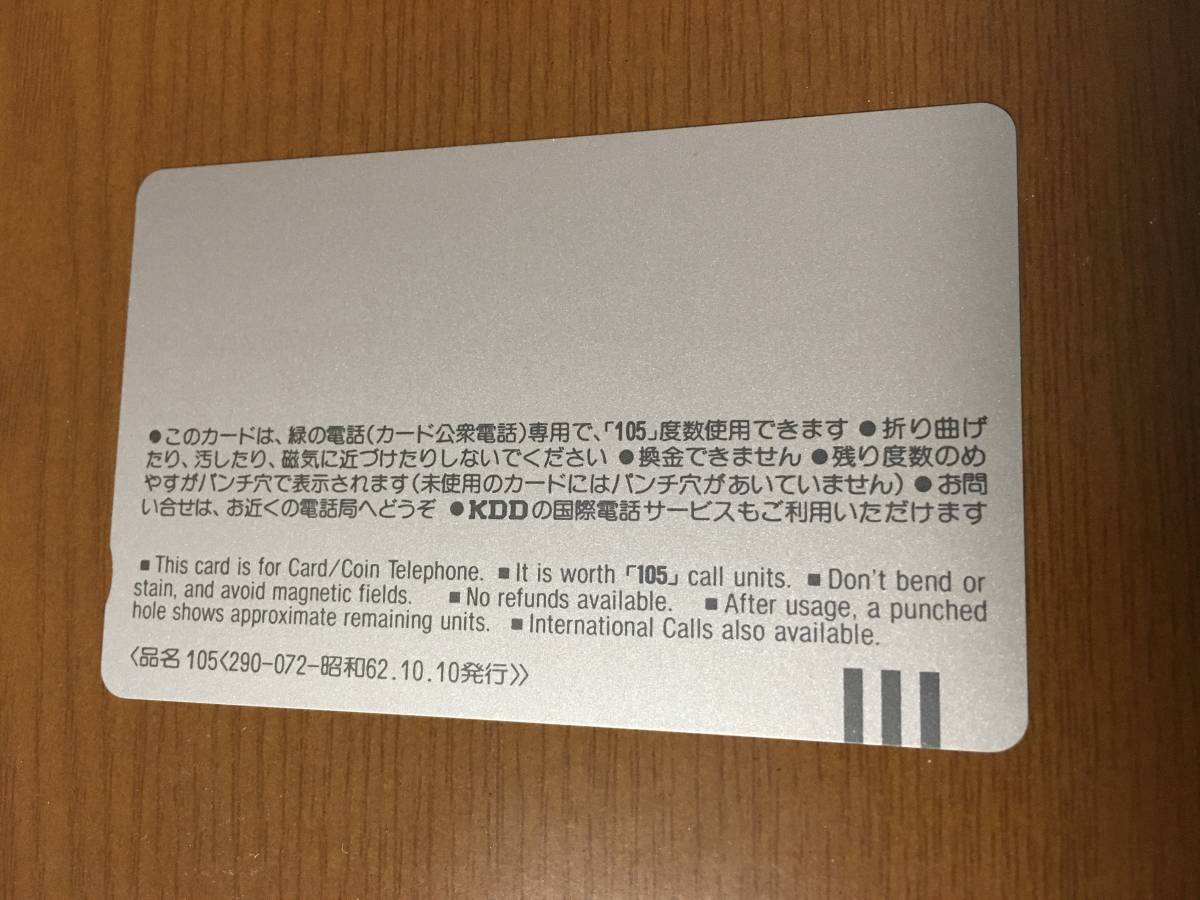 ●このカードは、緑の電話(カード公衆電話)専用で、「105」度数使用できます ●折り曲げ
たり、汚したり、磁気に近づけたりしないでください ●換金できません ●残り度数のめ
やすがパンチ穴で表示されます(未使用のカードにはパンチ穴があいていません) ●お問
い合せは、お近くの電話局へどうぞ ●KDDの国際電話サービスもご利用いただけます
■This card is for Card/Coin Telephone. ■It is worth「105」call units. ■Don't bend or
stain, and avoid magnetic fields. ■No refunds available. ■After usage, a punched
hole shows approximate remaining units. ■International Calls also available.
〈品名 105〈290-072-昭和62.10.10発行〉〉